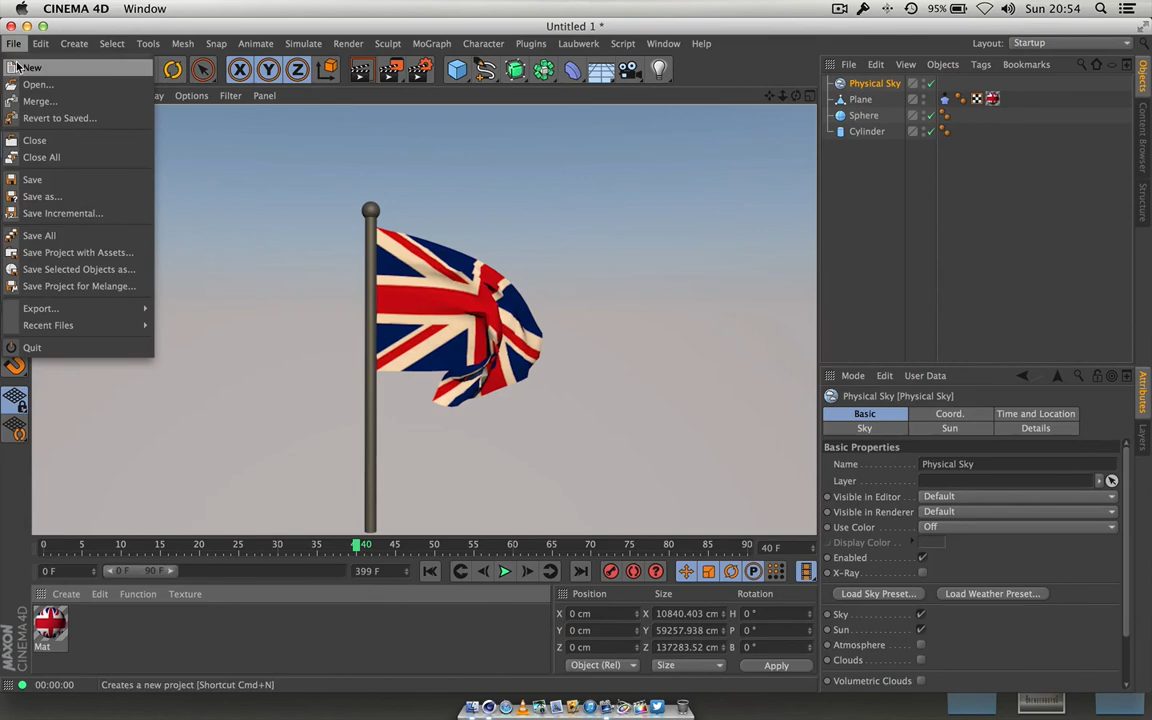 CINEMA 4D Window 95% Sun 20:54
Untitled 1 *
File Edit Create Select Tools Mesh Snap Animate Simulate Render Sculpt MoGraph Character Plugins Laubwerk Script Window Help Layout: Startup
New
Open...
Merge...
Revert to Saved...
Close
Close All
Save
Save as...
Save Incremental...
Save All
Save Project with Assets...
Save Selected Objects as...
Save Project for Melange...
Export...
Recent Files
Quit
X Y Z
Options Filter Panel
File Edit View Objects Tags Bookmarks
Physical Sky
Plane
Sphere
Cylinder
Objects
Content Browser
Structure
Mode Edit User Data
Physical Sky [Physical Sky]
Basic Coord. Time and Location
Sky Sun Details
Basic Properties
Name Physical Sky
Layer
Visible in Editor Default
Visible in Renderer Default
Use Color Off
Display Color
Enabled
X-Ray
Load Sky Preset... Load Weather Preset...
Sky
Sun
Atmosphere
Clouds
Volumetric Clouds
Attributes
Layers
0 5 10 15 20 25 30 35 40 45 50 55 60 65 70 75 80 85 90 40 F
0 F 0 F 90 F 399 F P
Create Edit Function Texture
Mat
Position Size Rotation
X 0 cm X 10840.403 cm H 0 °
Y 0 cm Y 59257.938 cm P 0 °
Z 0 cm Z 137283.52 cm B 0 °
Object (Rel) Size Apply
MAXON CINEMA 4D
00:00:00 Creates a new project [Shortcut Cmd+N]